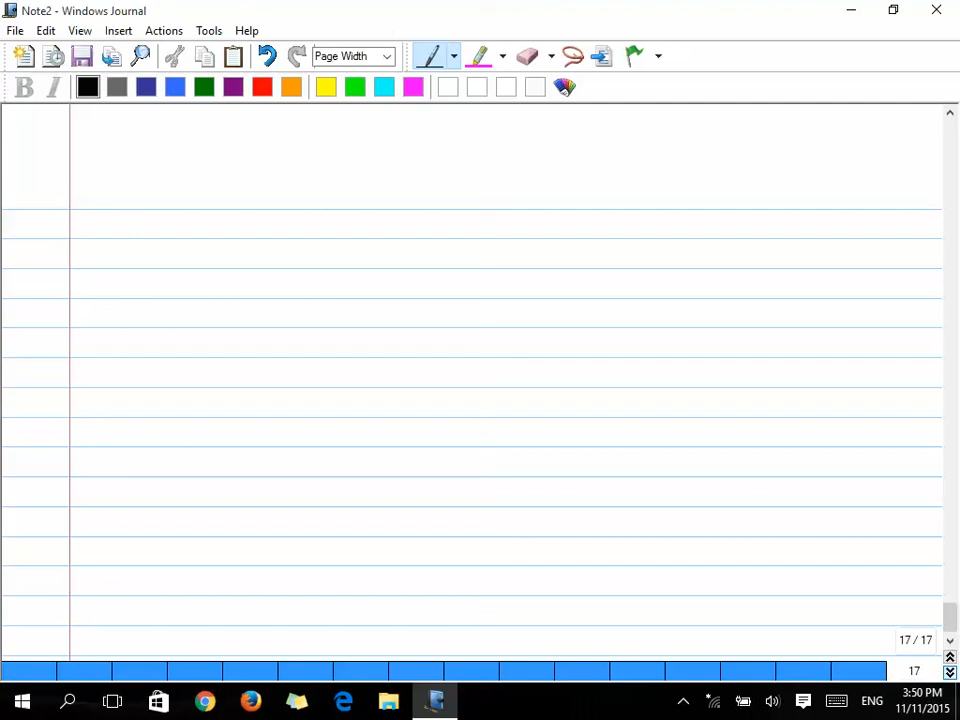 Note2 - Windows Journal
File Edit View Insert Actions Tools Help
Page Width
B I
17 / 17
17
ENG
3:50 PM
11/11/2015